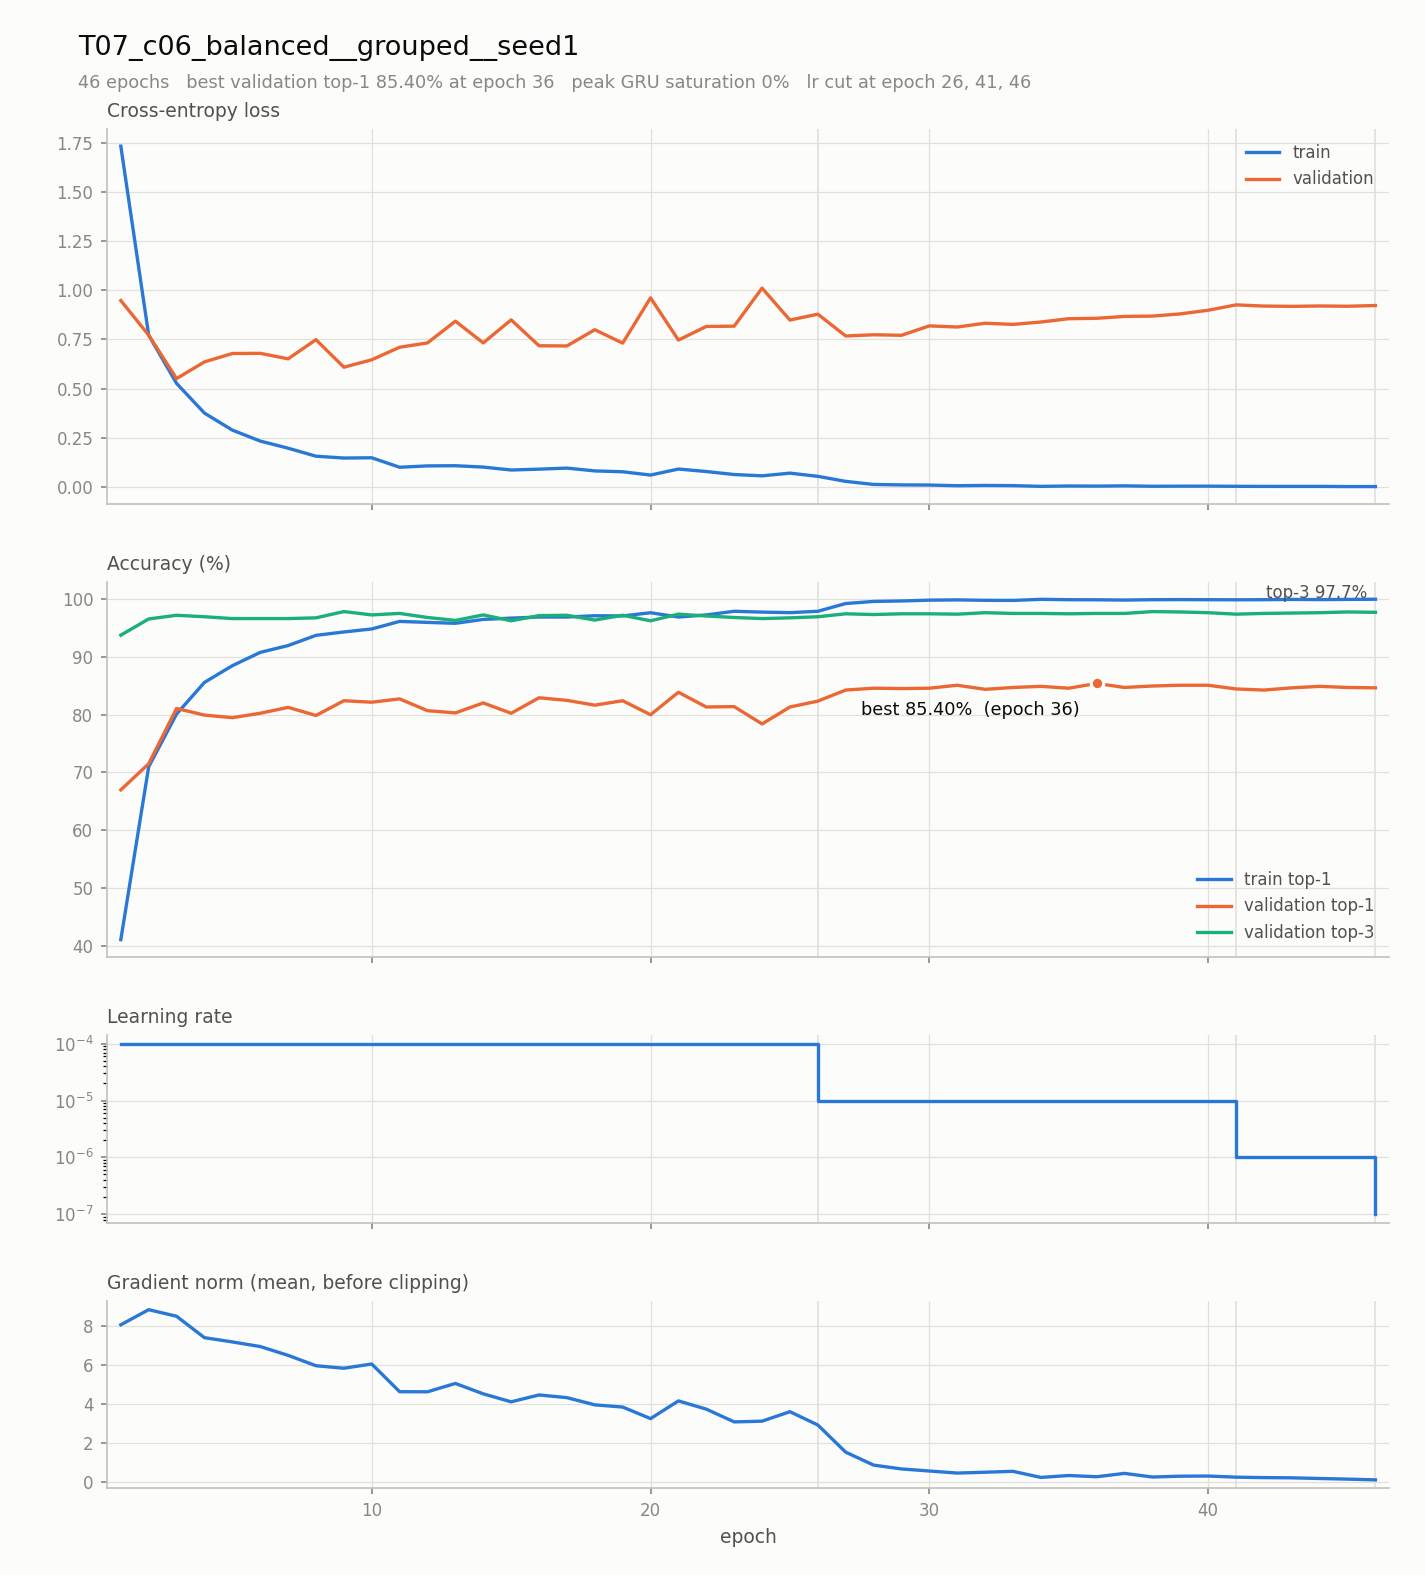 T07_c06_balanced__grouped__seed1
46 epochs   best validation top-1 85.40% at epoch 36   peak GRU saturation 0%   lr cut at epoch 26, 41, 46
Cross-entropy loss
1.75
1.50
1.25
1.00
0.75
0.50
0.25
0.00
train
validation
Accuracy (%)
100
90
80
70
60
50
40
top-3 97.7%
best 85.40%  (epoch 36)
train top-1
validation top-1
validation top-3
Learning rate
10⁻⁴
10⁻⁵
10⁻⁶
10⁻⁷
Gradient norm (mean, before clipping)
8
6
4
2
0
10 20 30 40
epoch